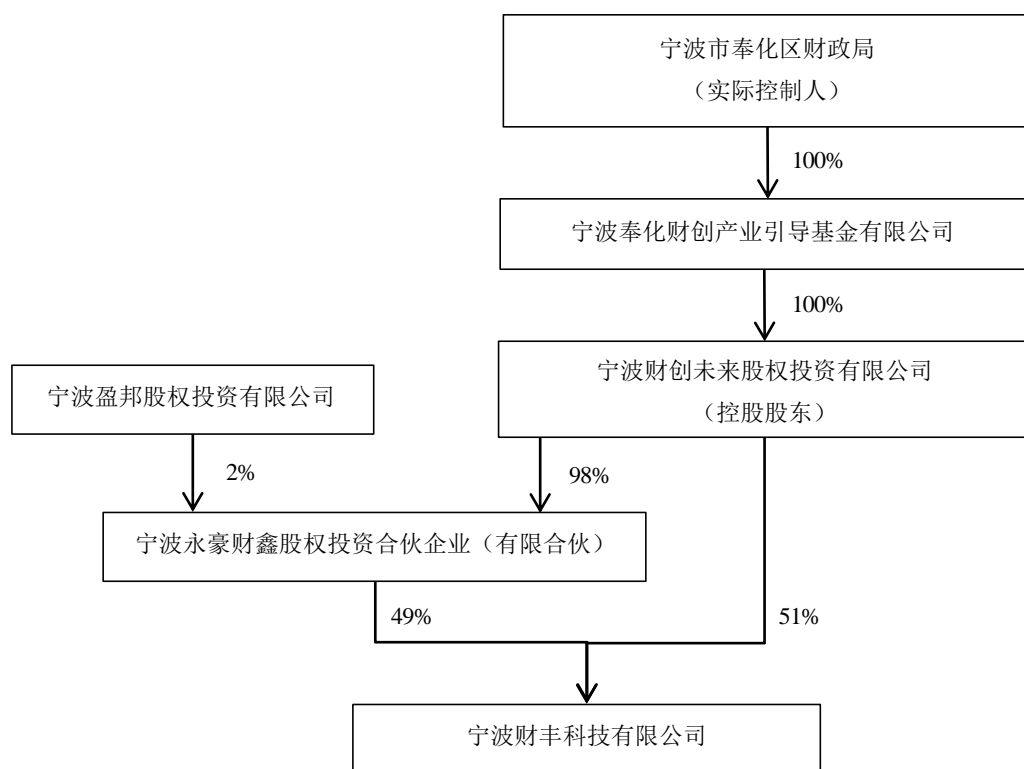 宁波市奉化区财政局
（实际控制人）
100%
宁波奉化财创产业引导基金有限公司
100%
宁波财创未来股权投资有限公司
（控股股东）
宁波盈邦股权投资有限公司
2%
98%
宁波永豪财鑫股权投资合伙企业（有限合伙）
49%
51%
宁波财丰科技有限公司